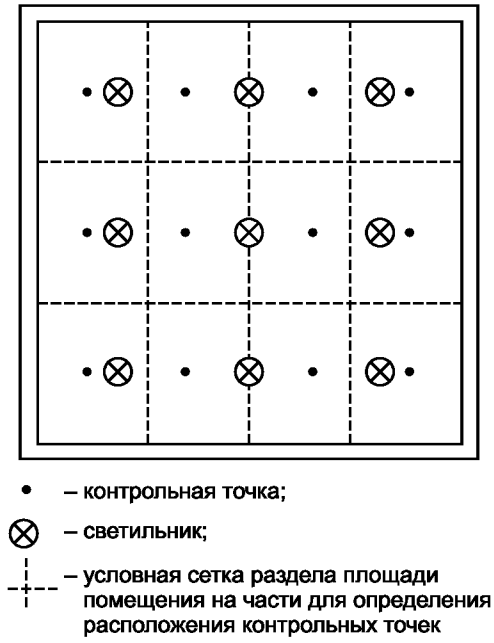 – контрольная точка;
– светильник;
– условная сетка раздела площади
помещения на части для определения
расположения контрольных точек